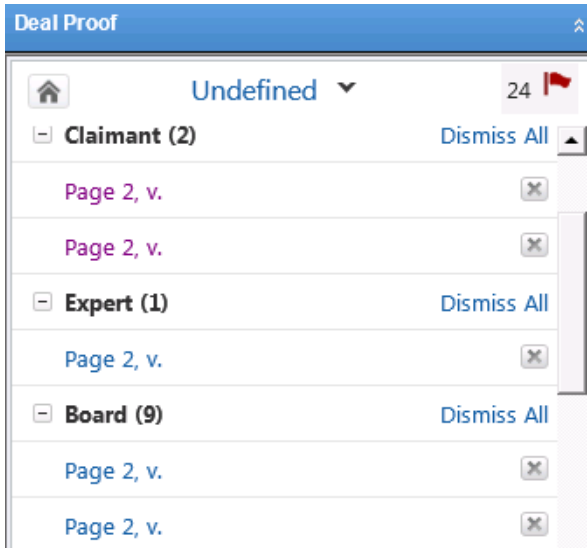 Deal Proof
Undefined 24
Claimant (2) Dismiss All
Page 2, v.
Page 2, v.
Expert (1) Dismiss All
Page 2, v.
Board (9) Dismiss All
Page 2, v.
Page 2, v.